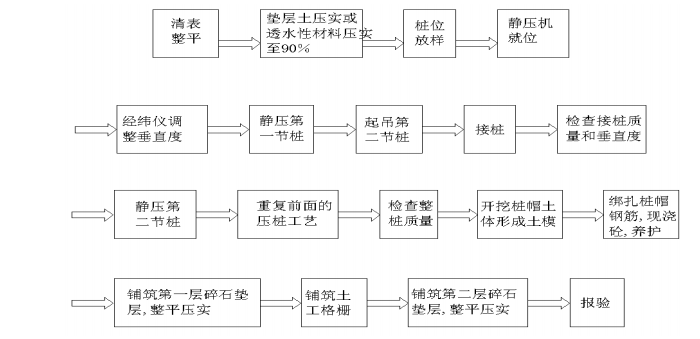 清表
整平
垫层土压实或
透水性材料压实
至90%
桩位
放样
静压机
就位
经纬仪调
整垂直度
静压第
一节桩
起吊第
二节桩
接桩
检查接桩质
量和垂直度
静压第
二节桩
重复前面的
压桩工艺
检查整
桩质量
开挖桩帽土
体形成土模
绑扎桩帽
钢筋,现浇
砼,养护
铺筑第一层碎石垫
层,整平压实
铺筑土
工格栅
铺筑第二层碎石
垫层,整平压实
报验